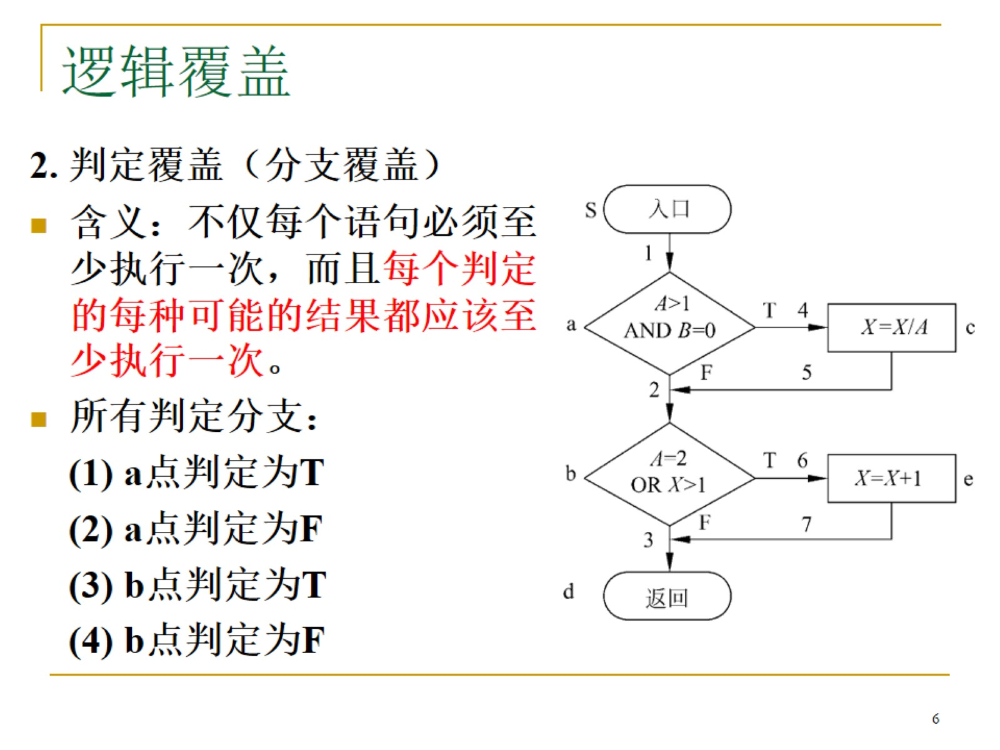 逻辑覆盖
2. 判定覆盖（分支覆盖）
含义：不仅每个语句必须至
少执行一次，而且每个判定
的每种可能的结果都应该至
少执行一次。
所有判定分支：
(1) a点判定为T
(2) a点判定为F
(3) b点判定为T
(4) b点判定为F
S 入口
1
A>1
AND B=0
a
T 4
X=X/A
c
F
5
2
A=2
OR X>1
b
T 6
X=X+1
e
F
7
3
d 返回
6